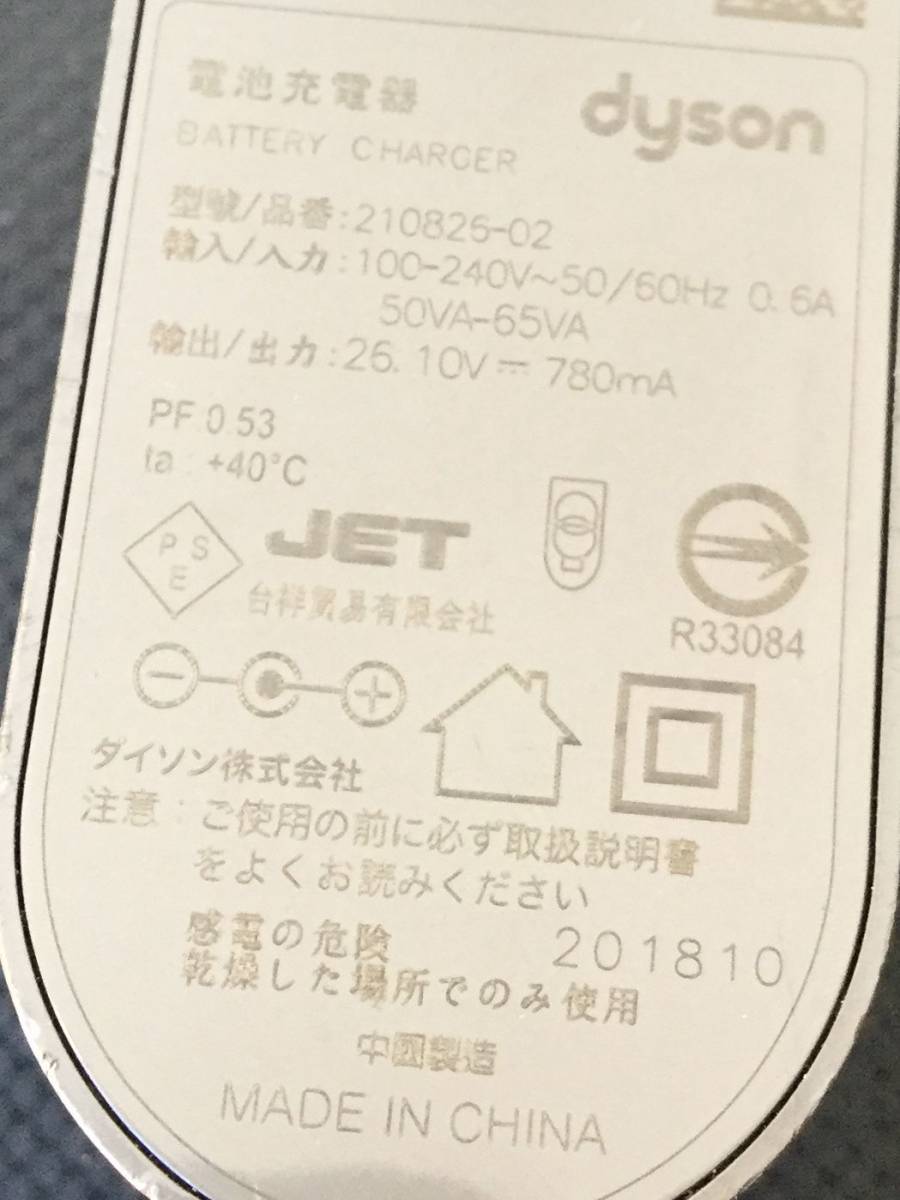 電池充電器
dyson
BATTERY CHARGER
型號/品番:210826-02
輸入/入力:100-240V~50/60Hz 0.6A
50VA-65VA
輸出/出力:26.10V⎓780mA
PF 0.53
ta: +40°C
P S E
JET
台祥貿易有限会社
R33084
ダイソン株式会社
注意:ご使用の前に必ず取扱説明書
をよくお読みください
感電の危険
201810
乾燥した場所でのみ使用
中國製造
MADE IN CHINA